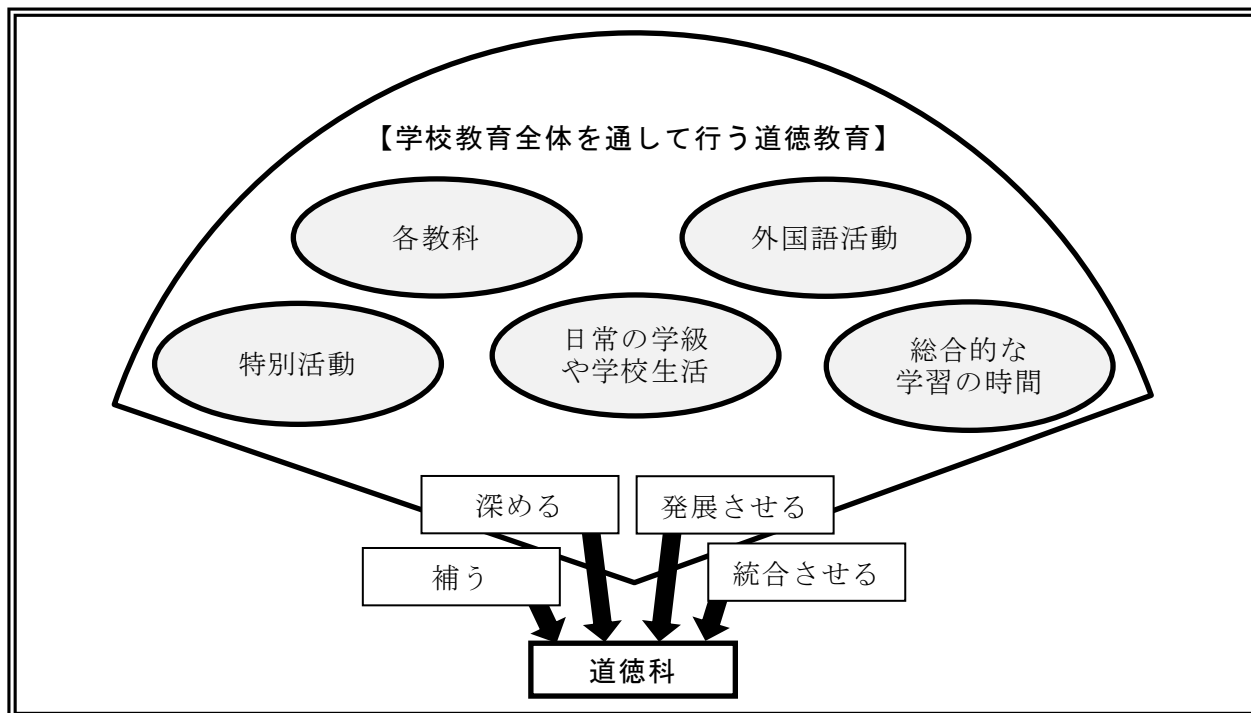 【学校教育全体を通して行う道徳教育】
各教科
外国語活動
特別活動
日常の学級
や学校生活
総合的な
学習の時間
深める
発展させる
補う
統合させる
道徳科